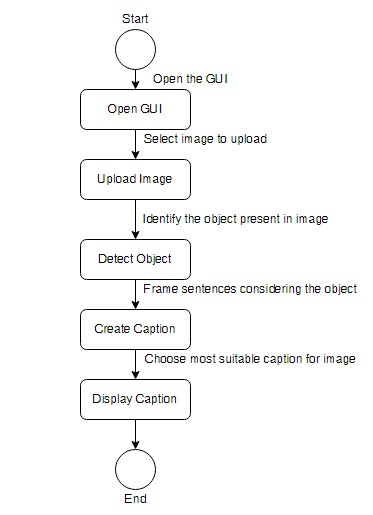 Start
Open the GUI
Open GUI
Select image to upload
Upload Image
Identify the object present in image
Detect Object
Frame sentences considering the object
Create Caption
Choose most suitable caption for image
Display Caption
End